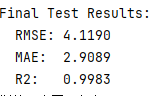 Final Test Results:
RMSE: 4.1190
MAE: 2.9089
R2: 0.9983